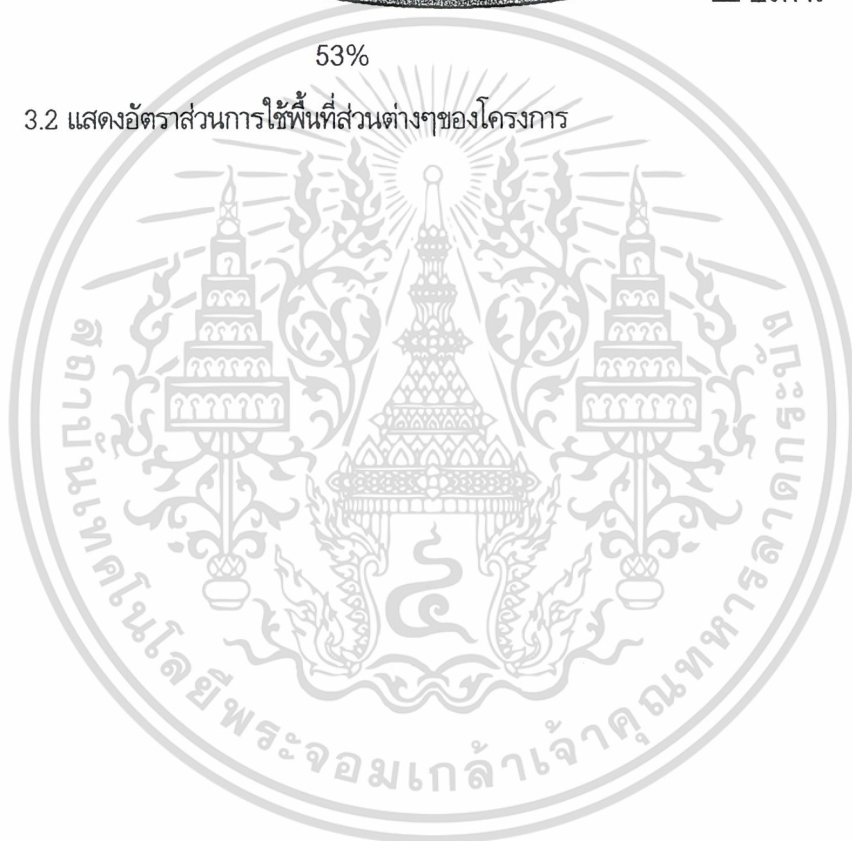 53%
3.2 แสดงอัตราส่วนการใช้พื้นที่ส่วนต่างๆของโครงการ
สถาบันเทคโนโลยีพระจอมเกล้าเจ้าคุณทหารลาดกระบัง